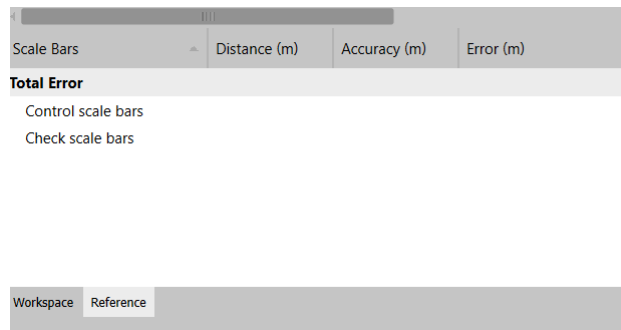 Scale Bars Distance (m) Accuracy (m) Error (m)
Total Error
Control scale bars
Check scale bars
Workspace Reference